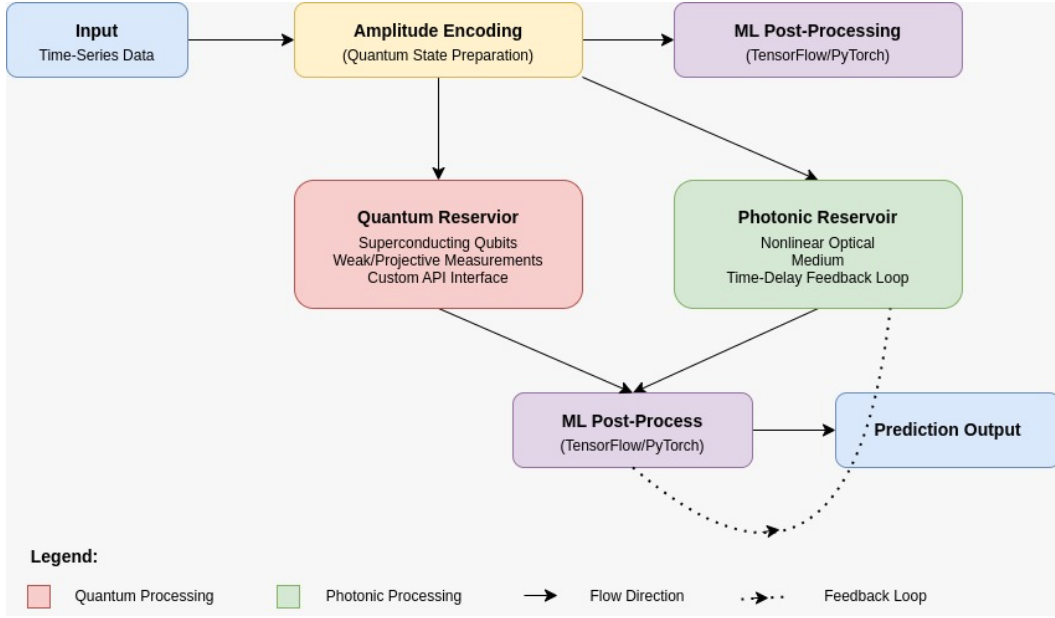 Input
Time-Series Data
Amplitude Encoding
(Quantum State Preparation)
ML Post-Processing
(TensorFlow/PyTorch)
Quantum Reservior
Superconducting Qubits
Weak/Projective Measurements
Custom API Interface
Photonic Reservoir
Nonlinear Optical
Medium
Time-Delay Feedback Loop
ML Post-Process
(TensorFlow/PyTorch)
Prediction Output
Legend:
Quantum Processing
Photonic Processing
Flow Direction
Feedback Loop